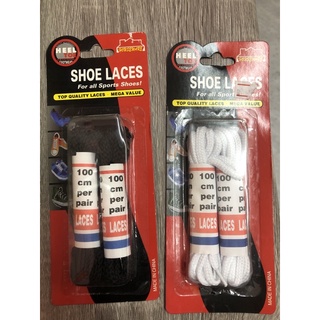 HEEL
SHOE LACES
For all Sports Shoes!
TOP QUALITY LACES - MEGA VALUE
100
cm
per
pair
LACES
100
cm
per
pair
LACES
MADE IN CHINA
HEEL
SHOE LACES
For all Sports Shoes!
TOP QUALITY LACES - MEGA VALUE
100
cm
per
pair
LACES
100
cm
per
pair
LACES
MADE IN CHINA